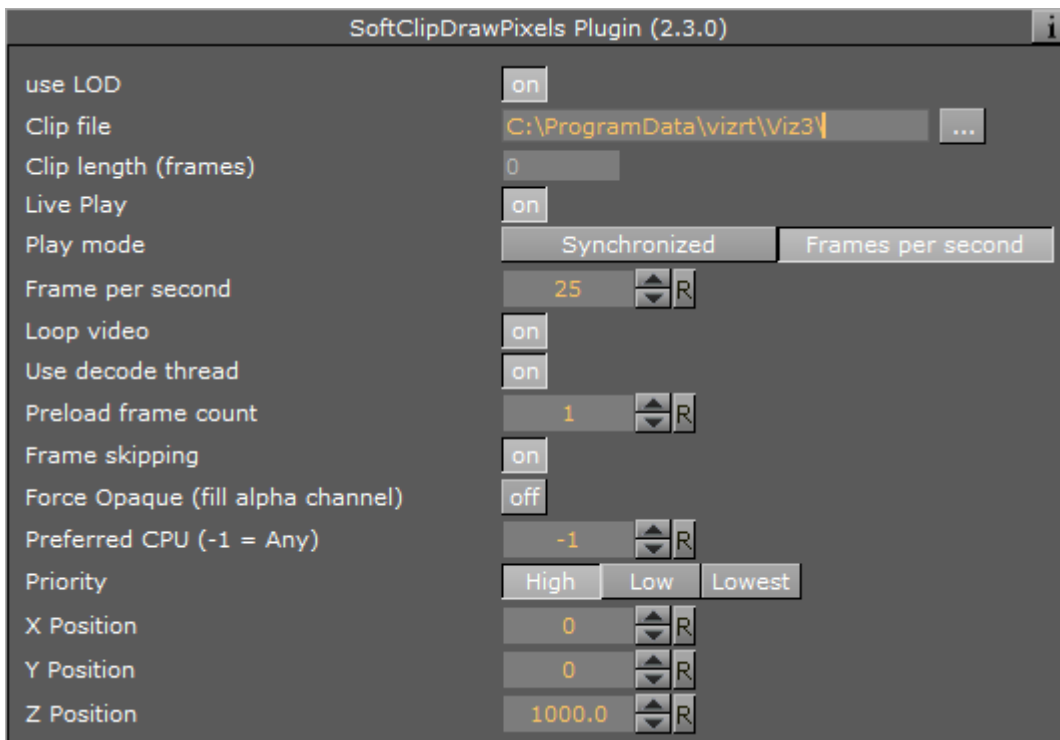 SoftClipDrawPixels Plugin (2.3.0) i
use LOD on
Clip file C:\ProgramData\vizrt\Viz3\ ...
Clip length (frames) 0
Live Play on
Play mode Synchronized Frames per second
Frame per second 25 R
Loop video on
Use decode thread on
Preload frame count 1 R
Frame skipping on
Force Opaque (fill alpha channel) off
Preferred CPU (-1 = Any) -1 R
Priority High Low Lowest
X Position 0 R
Y Position 0 R
Z Position 1000.0 R